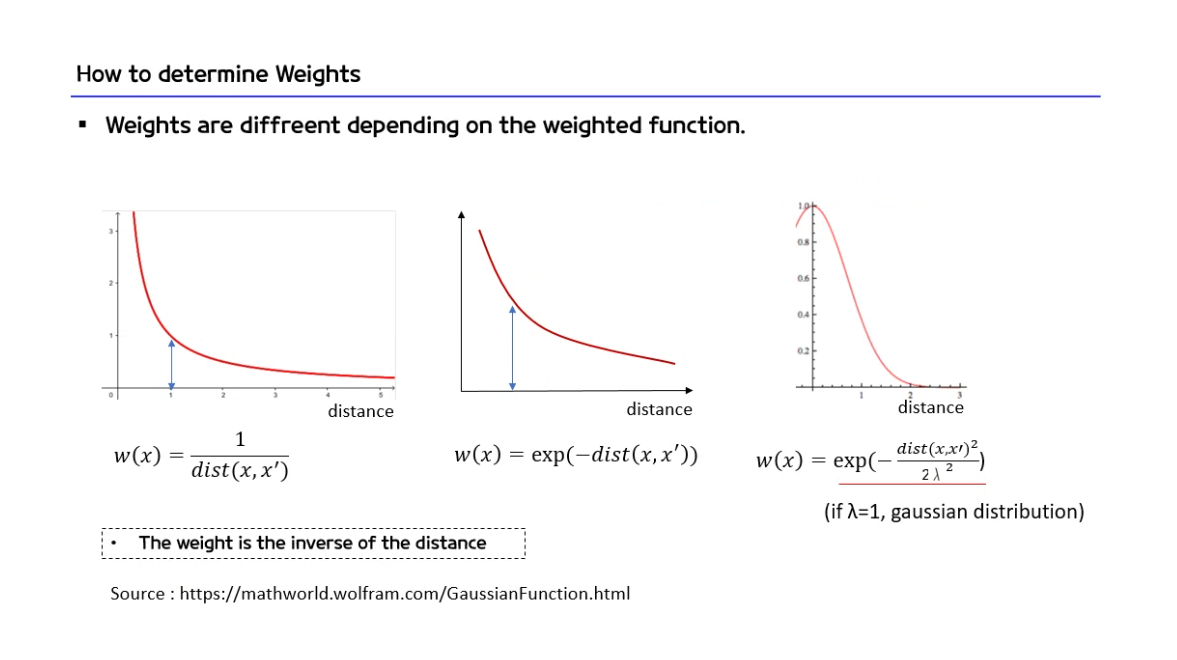 How to determine Weights
▪ Weights are diffreent depending on the weighted function.
3
2
1
0 1 2 3 4 5
distance
distance
1.0
0.8
0.6
0.4
0.2
1 2 3
distance
w(x) = 1 / dist(x, x′)
w(x) = exp(−dist(x, x′))
w(x) = exp(− dist(x,x′)² / 2 λ ²)
(if λ=1, gaussian distribution)
• The weight is the inverse of the distance
Source : https://mathworld.wolfram.com/GaussianFunction.html